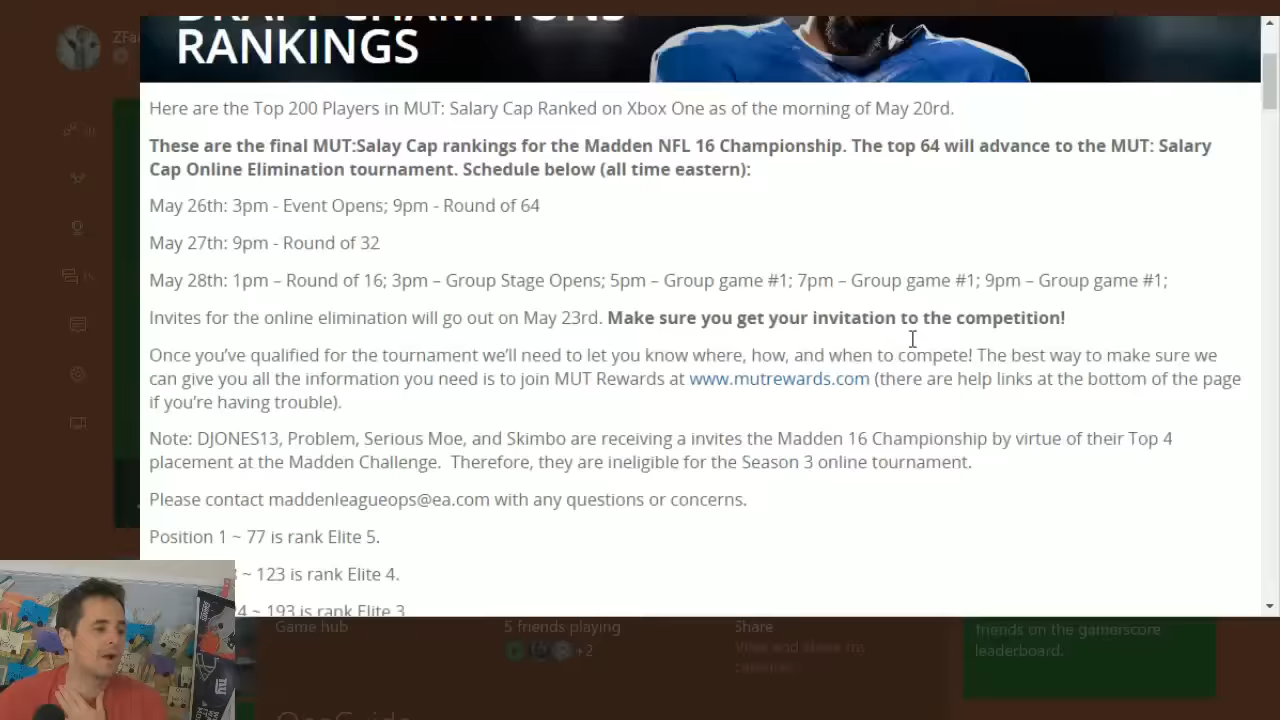 DRAFT CHAMPIONS
RANKINGS
Here are the Top 200 Players in MUT: Salary Cap Ranked on Xbox One as of the morning of May 20rd.
These are the final MUT:Salay Cap rankings for the Madden NFL 16 Championship. The top 64 will advance to the MUT: Salary
Cap Online Elimination tournament. Schedule below (all time eastern):
May 26th: 3pm - Event Opens; 9pm - Round of 64
May 27th: 9pm - Round of 32
May 28th: 1pm – Round of 16; 3pm – Group Stage Opens; 5pm – Group game #1; 7pm – Group game #1; 9pm – Group game #1;
Invites for the online elimination will go out on May 23rd. Make sure you get your invitation to the competition!
Once you've qualified for the tournament we'll need to let you know where, how, and when to compete! The best way to make sure we
can give you all the information you need is to join MUT Rewards at www.mutrewards.com (there are help links at the bottom of the page
if you're having trouble).
Note: DJONES13, Problem, Serious Moe, and Skimbo are receiving a invites the Madden 16 Championship by virtue of their Top 4
placement at the Madden Challenge. Therefore, they are ineligible for the Season 3 online tournament.
Please contact maddenleagueops@ea.com with any questions or concerns.
Position 1 ~ 77 is rank Elite 5.
~ 123 is rank Elite 4.
4 ~ 193 is rank Elite 3
Game hub
5 friends playing
+2
Share
friends on the gamerscore
leaderboard.
OneGuide